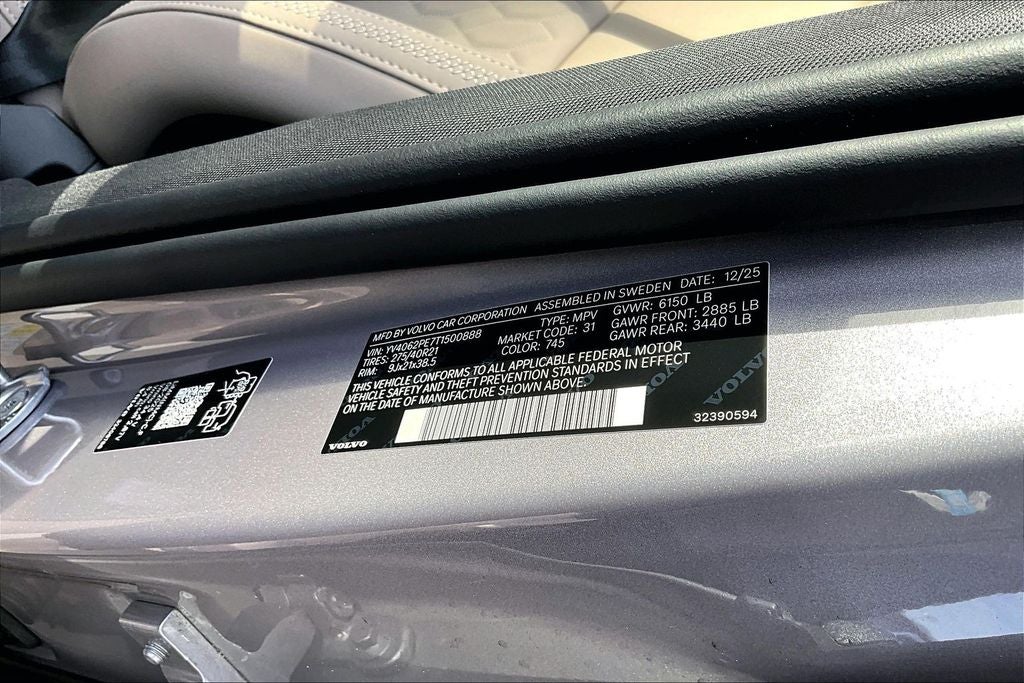 MFD BY VOLVO CAR CORPORATION ASSEMBLED IN SWEDEN DATE: 12/25
VIN: YV4062PE7T1500888 TYPE: MPV GVWR: 6150 LB
TIRES: 275/40R21 MARKET CODE: 31 GAWR FRONT: 2885 LB
RIM: 9Jx21x38.5 COLOR: 745 GAWR REAR: 3440 LB
THIS VEHICLE CONFORMS TO ALL APPLICABLE FEDERAL MOTOR
VEHICLE SAFETY AND THEFT PREVENTION STANDARDS IN EFFECT
ON THE DATE OF MANUFACTURE SHOWN ABOVE.
VOLVO
32390594